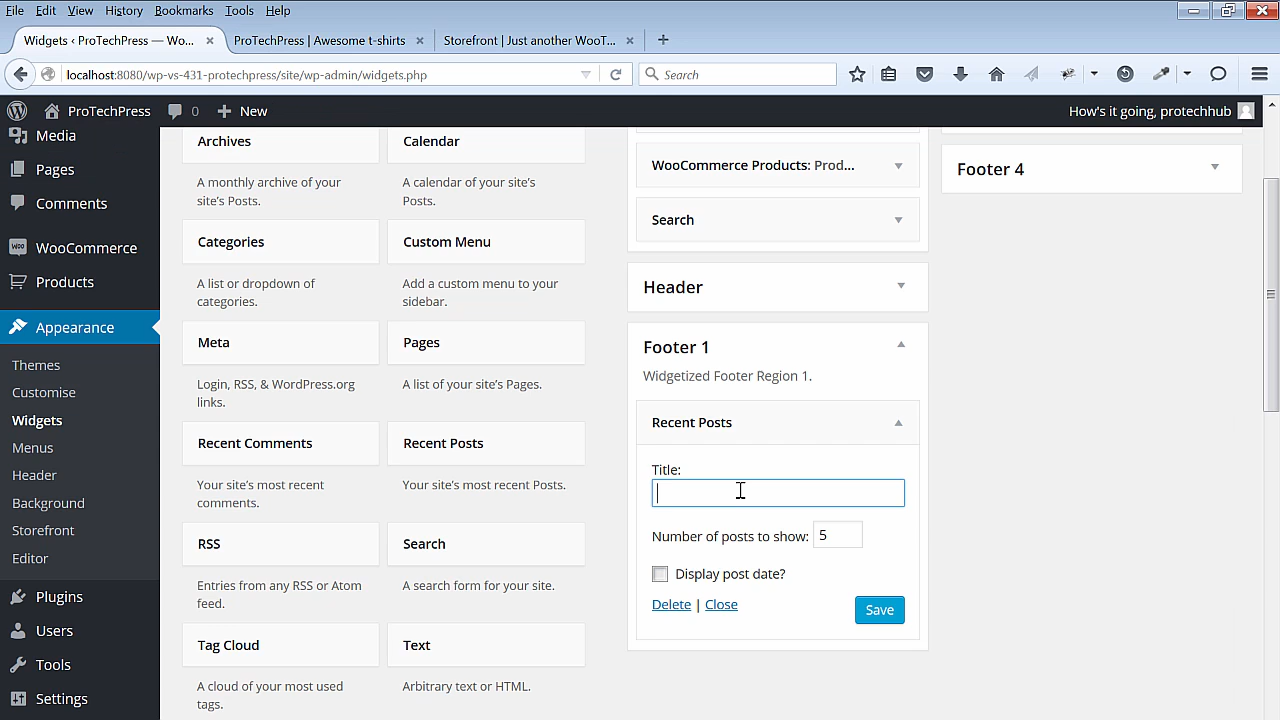 File Edit View History Bookmarks Tools Help
Widgets ‹ ProTechPress — Wo... × ProTechPress | Awesome t-shirts × Storefront | Just another WooT... × +
localhost:8080/wp-vs-431-protechpress/site/wp-admin/widgets.php Search
ProTechPress 0 + New How's it going, protechhub
Media
Pages
Comments
WooCommerce
Products
Appearance
Themes
Customise
Widgets
Menus
Header
Background
Storefront
Editor
Plugins
Users
Tools
Settings
Archives
A monthly archive of your
site's Posts.
Calendar
A calendar of your site's
Posts.
Categories
A list or dropdown of
categories.
Custom Menu
Add a custom menu to your
sidebar.
Meta
Login, RSS, & WordPress.org
links.
Pages
A list of your site's Pages.
Recent Comments
Your site's most recent
comments.
Recent Posts
Your site's most recent Posts.
RSS
Entries from any RSS or Atom
feed.
Search
A search form for your site.
Tag Cloud
A cloud of your most used
tags.
Text
Arbitrary text or HTML.
WooCommerce Products: Prod...
Search
Header
Footer 1
Widgetized Footer Region 1.
Recent Posts
Title:
Number of posts to show: 5
Display post date?
Delete | Close Save
Footer 4